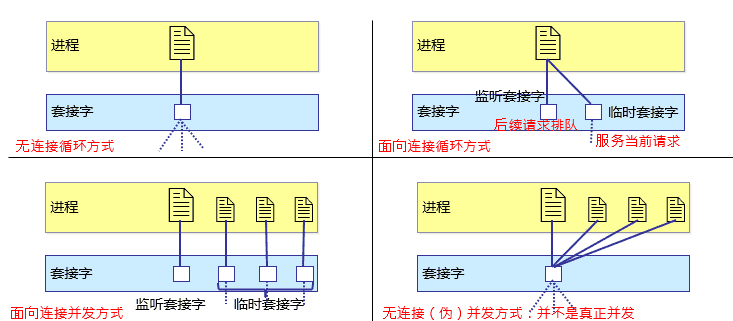 进程
套接字
无连接循环方式
进程
监听套接字
套接字
临时套接字
后续请求排队
服务当前请求
面向连接循环方式
进程
套接字
监听套接字
临时套接字
面向连接并发方式
进程
套接字
无连接（伪）并发方式：并不是真正并发